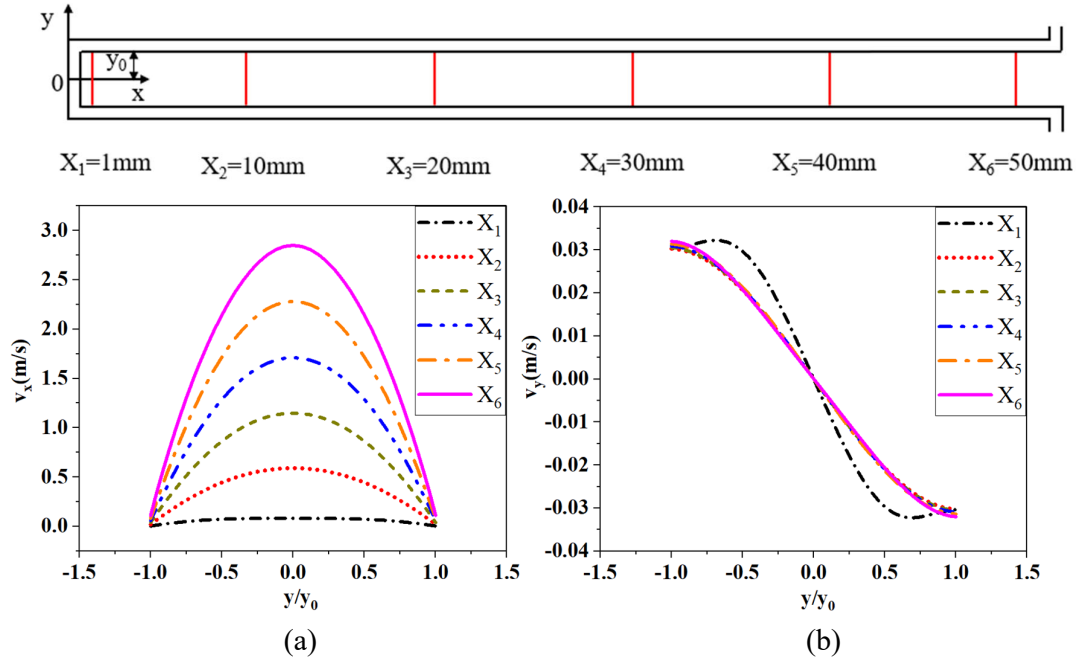 y
y₀
0
x
X₁=1mm X₂=10mm X₃=20mm X₄=30mm X₅=40mm X₆=50mm
3.0
2.5
2.0
1.5
1.0
0.5
0.0
vₓ(m/s)
X₁
X₂
X₃
X₄
X₅
X₆
-1.5 -1.0 -0.5 0.0 0.5 1.0 1.5
y/y₀
(a)
0.04
0.03
0.02
0.01
0.00
-0.01
-0.02
-0.03
-0.04
v_y(m/s)
X₁
X₂
X₃
X₄
X₅
X₆
-1.5 -1.0 -0.5 0.0 0.5 1.0 1.5
y/y₀
(b)